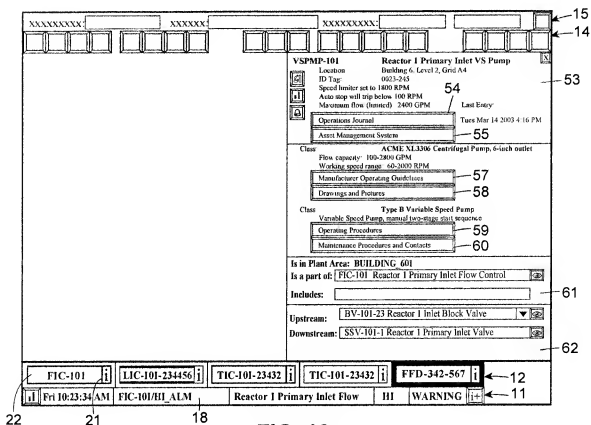 XXXXXXXXX: XXXXXX: XXXXXXXXX: 15
14
VSPMP-101 Reactor 1 Primary Inlet VS Pump
Location Building 6, Level 2, Grid A4
ID Tag: 0023-245
Speed limiter set to 1800 RPM
Auto stop will trip below 100 RPM
Maximum flow (limited) 2400 GPM Last Entry:
X
53
54
Operations Journal Tues Mar 14 2003 4:16 PM
Asset Management System
55
Class ACME XL3306 Centrifugal Pump, 6-inch outlet
Flow capacity: 100-2800 GPM
Working speed range 60-2000 RPM
Manufacturer Operating Guidelines 57
Drawings and Pictures 58
Class Type B Variable Speed Pump
Variable Speed Pump, manual two-stage start sequence
Operating Procedures 59
Maintenance Procedures and Contacts 60
Is in Plant Area: BUILDING_601
Is a part of: FIC-101 Reactor 1 Primary Inlet Flow Control
Includes: 61
Upstream: BV-101-23 Reactor 1 Inlet Block Valve
Downstream: SSV-101-1 Reactor 1 Primary Inlet Valve
62
FIC-101 i LIC-101-234456 i TIC-101-23432 i TIC-101-23432 i FFD-342-567 i 12
Fri 10:23:34 AM FIC-101/HI_ALM Reactor 1 Primary Inlet Flow HI WARNING i+ 11
22 21 18